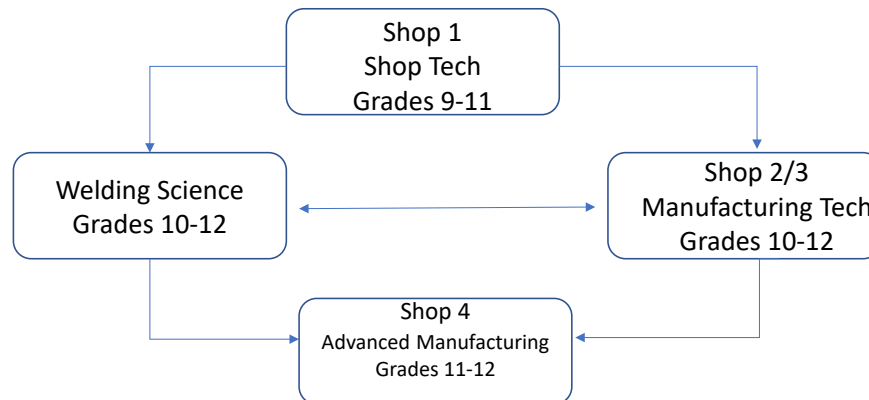 Shop 1
Shop Tech
Grades 9-11
Welding Science
Grades 10-12
Shop 2/3
Manufacturing Tech
Grades 10-12
Shop 4
Advanced Manufacturing
Grades 11-12